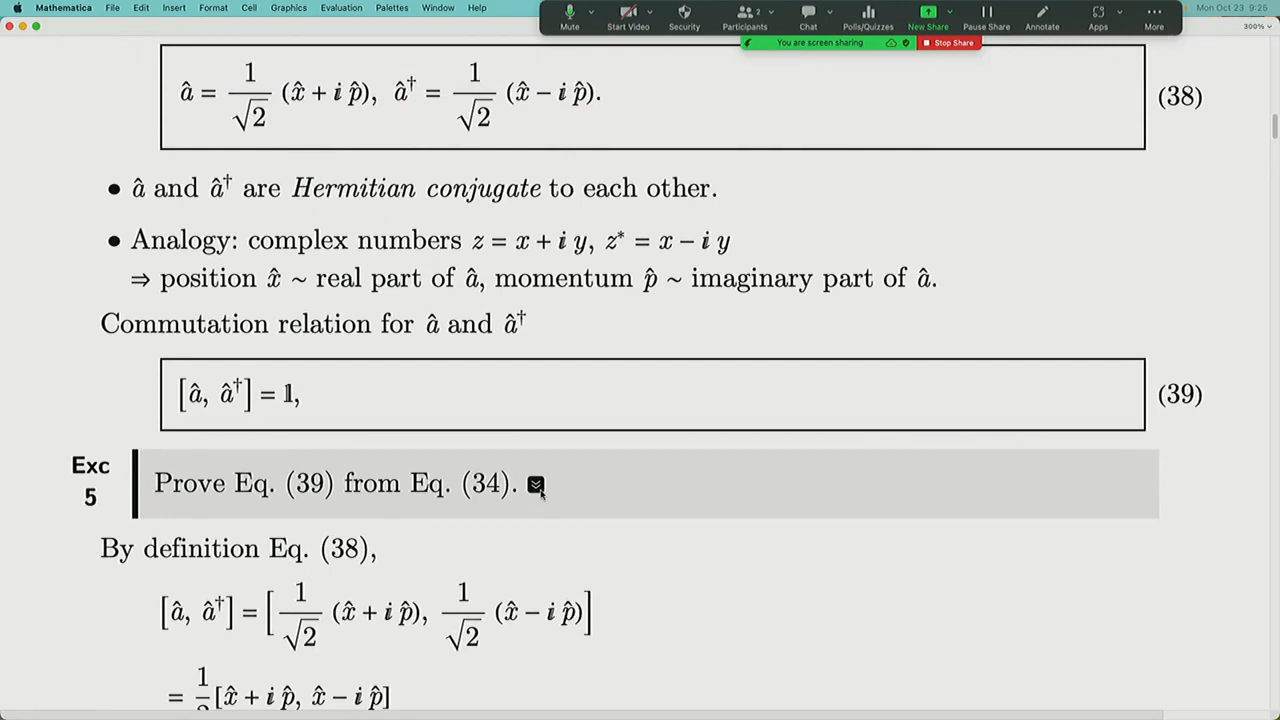 Mathematica File Edit Insert Format Cell Graphics Evaluation Palettes Window Help Mon Oct 23 9:25
Mute Start Video Security Participants 2 Chat Polls/Quizzes New Share Pause Share Annotate Apps More
You are screen sharing Stop Share
300%
â = 1/√2 (x̂ + i p̂), â† = 1/√2 (x̂ − i p̂). (38)
• â and â† are Hermitian conjugate to each other.
• Analogy: complex numbers z = x + i y, z* = x − i y
⇒ position x̂ ~ real part of â, momentum p̂ ~ imaginary part of â.
Commutation relation for â and â†
[â, â†] = 𝟙, (39)
Exc 5 Prove Eq. (39) from Eq. (34).
By definition Eq. (38),
[â, â†] = [1/√2 (x̂ + i p̂), 1/√2 (x̂ − i p̂)]
= 1/2 [x̂ + i p̂, x̂ − i p̂]